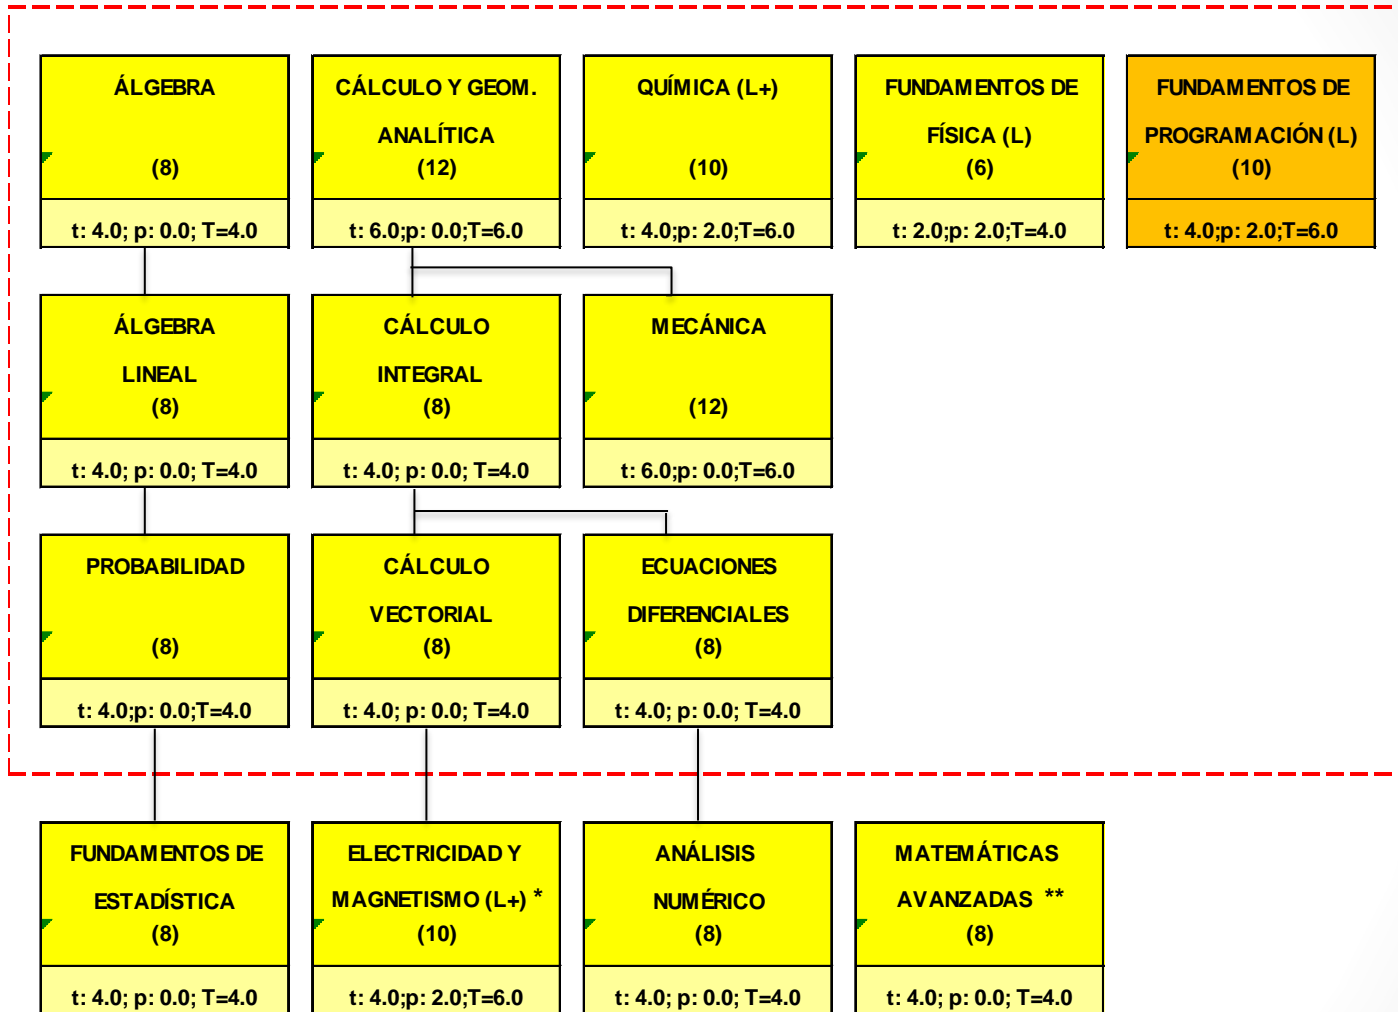 ÁLGEBRA
(8)
t: 4.0; p: 0.0; T=4.0
CÁLCULO Y GEOM.
ANALÍTICA
(12)
t: 6.0;p: 0.0;T=6.0
QUÍMICA (L+)
(10)
t: 4.0;p: 2.0;T=6.0
FUNDAMENTOS DE
FÍSICA (L)
(6)
t: 2.0;p: 2.0;T=4.0
FUNDAMENTOS DE
PROGRAMACIÓN (L)
(10)
t: 4.0;p: 2.0;T=6.0
ÁLGEBRA
LINEAL
(8)
t: 4.0; p: 0.0; T=4.0
CÁLCULO
INTEGRAL
(8)
t: 4.0; p: 0.0; T=4.0
MECÁNICA
(12)
t: 6.0;p: 0.0;T=6.0
PROBABILIDAD
(8)
t: 4.0;p: 0.0;T=4.0
CÁLCULO
VECTORIAL
(8)
t: 4.0; p: 0.0; T=4.0
ECUACIONES
DIFERENCIALES
(8)
t: 4.0; p: 0.0; T=4.0
FUNDAMENTOS DE
ESTADÍSTICA
(8)
t: 4.0; p: 0.0; T=4.0
ELECTRICIDAD Y
MAGNETISMO (L+) *
(10)
t: 4.0;p: 2.0;T=6.0
ANÁLISIS
NUMÉRICO
(8)
t: 4.0; p: 0.0; T=4.0
MATEMÁTICAS
AVANZADAS **
(8)
t: 4.0; p: 0.0; T=4.0